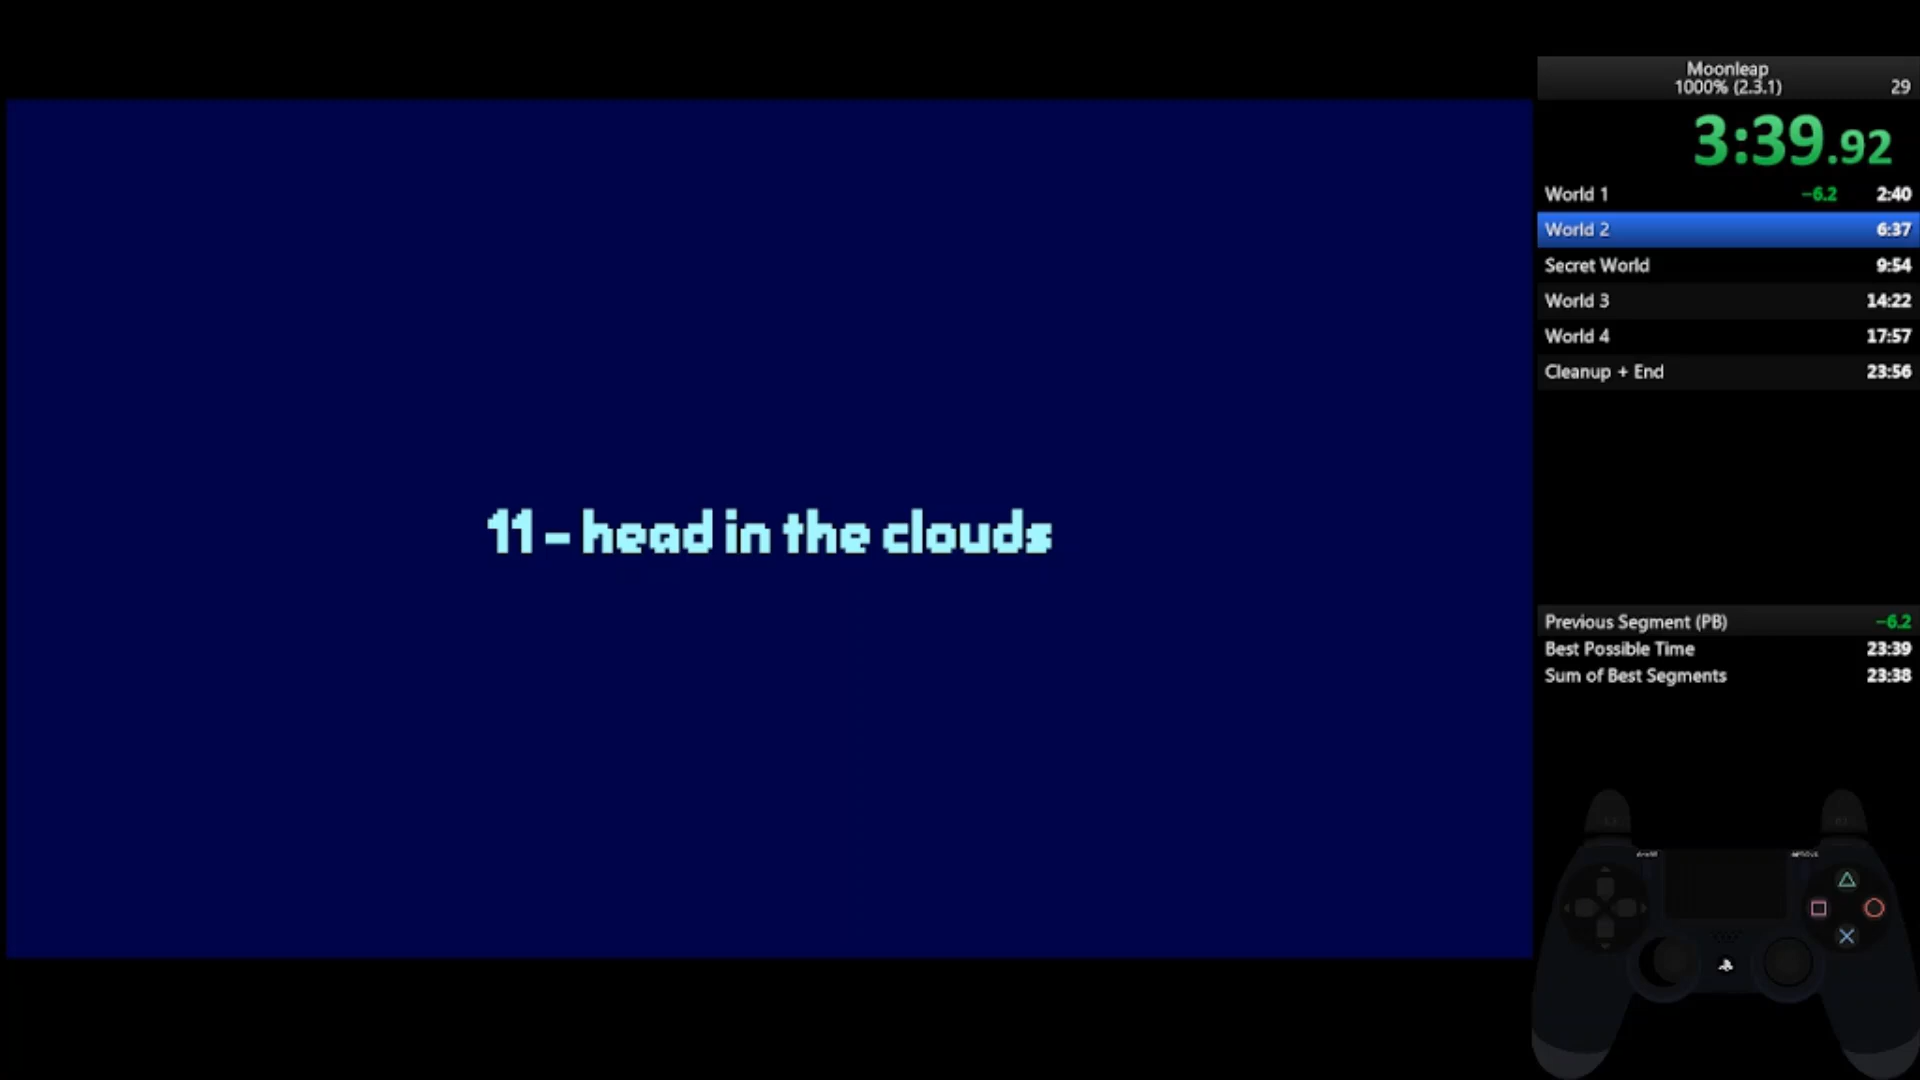 Moonleap
1000% (2.3.1) 29
3:39.92
World 1 −6.2 2:40
World 2 6:37
Secret World 9:54
World 3 14:22
World 4 17:57
Cleanup + End 23:56
11 - head in the clouds
Previous Segment (PB) −6.2
Best Possible Time 23:39
Sum of Best Segments 23:38